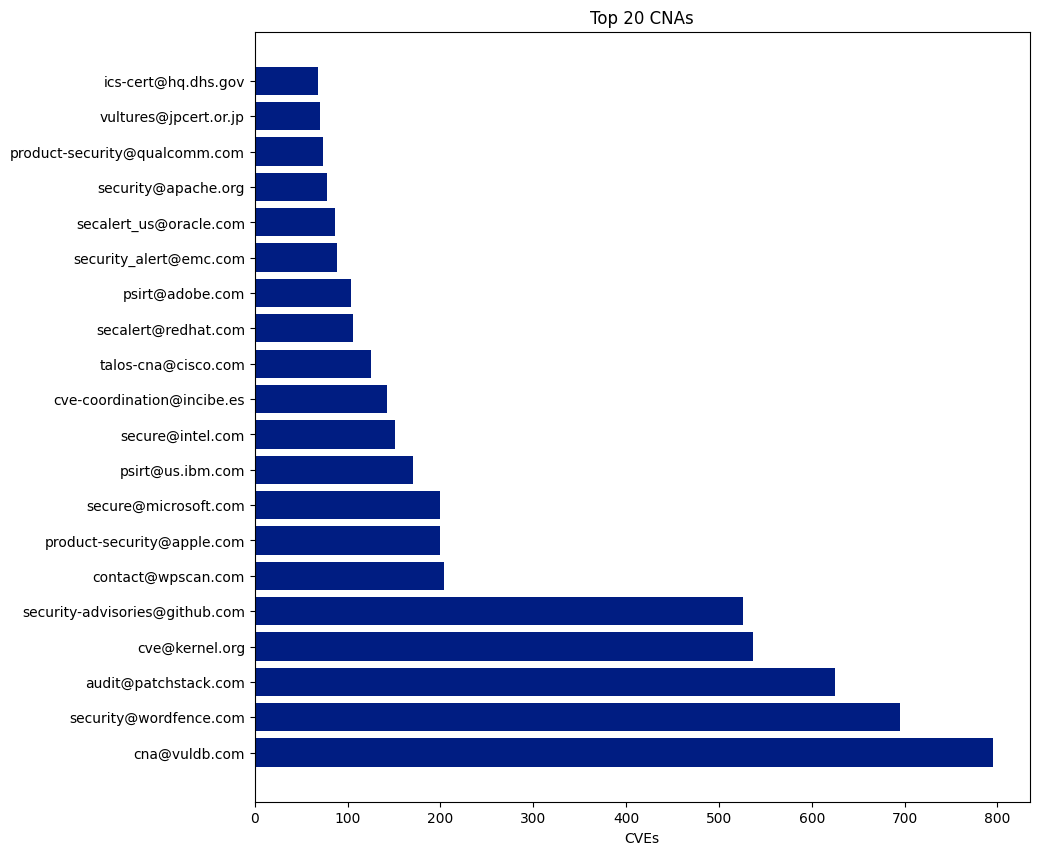 Top 20 CNAs
ics-cert@hq.dhs.gov
vultures@jpcert.or.jp
product-security@qualcomm.com
security@apache.org
secalert_us@oracle.com
security_alert@emc.com
psirt@adobe.com
secalert@redhat.com
talos-cna@cisco.com
cve-coordination@incibe.es
secure@intel.com
psirt@us.ibm.com
secure@microsoft.com
product-security@apple.com
contact@wpscan.com
security-advisories@github.com
cve@kernel.org
audit@patchstack.com
security@wordfence.com
cna@vuldb.com
0 100 200 300 400 500 600 700 800
CVEs